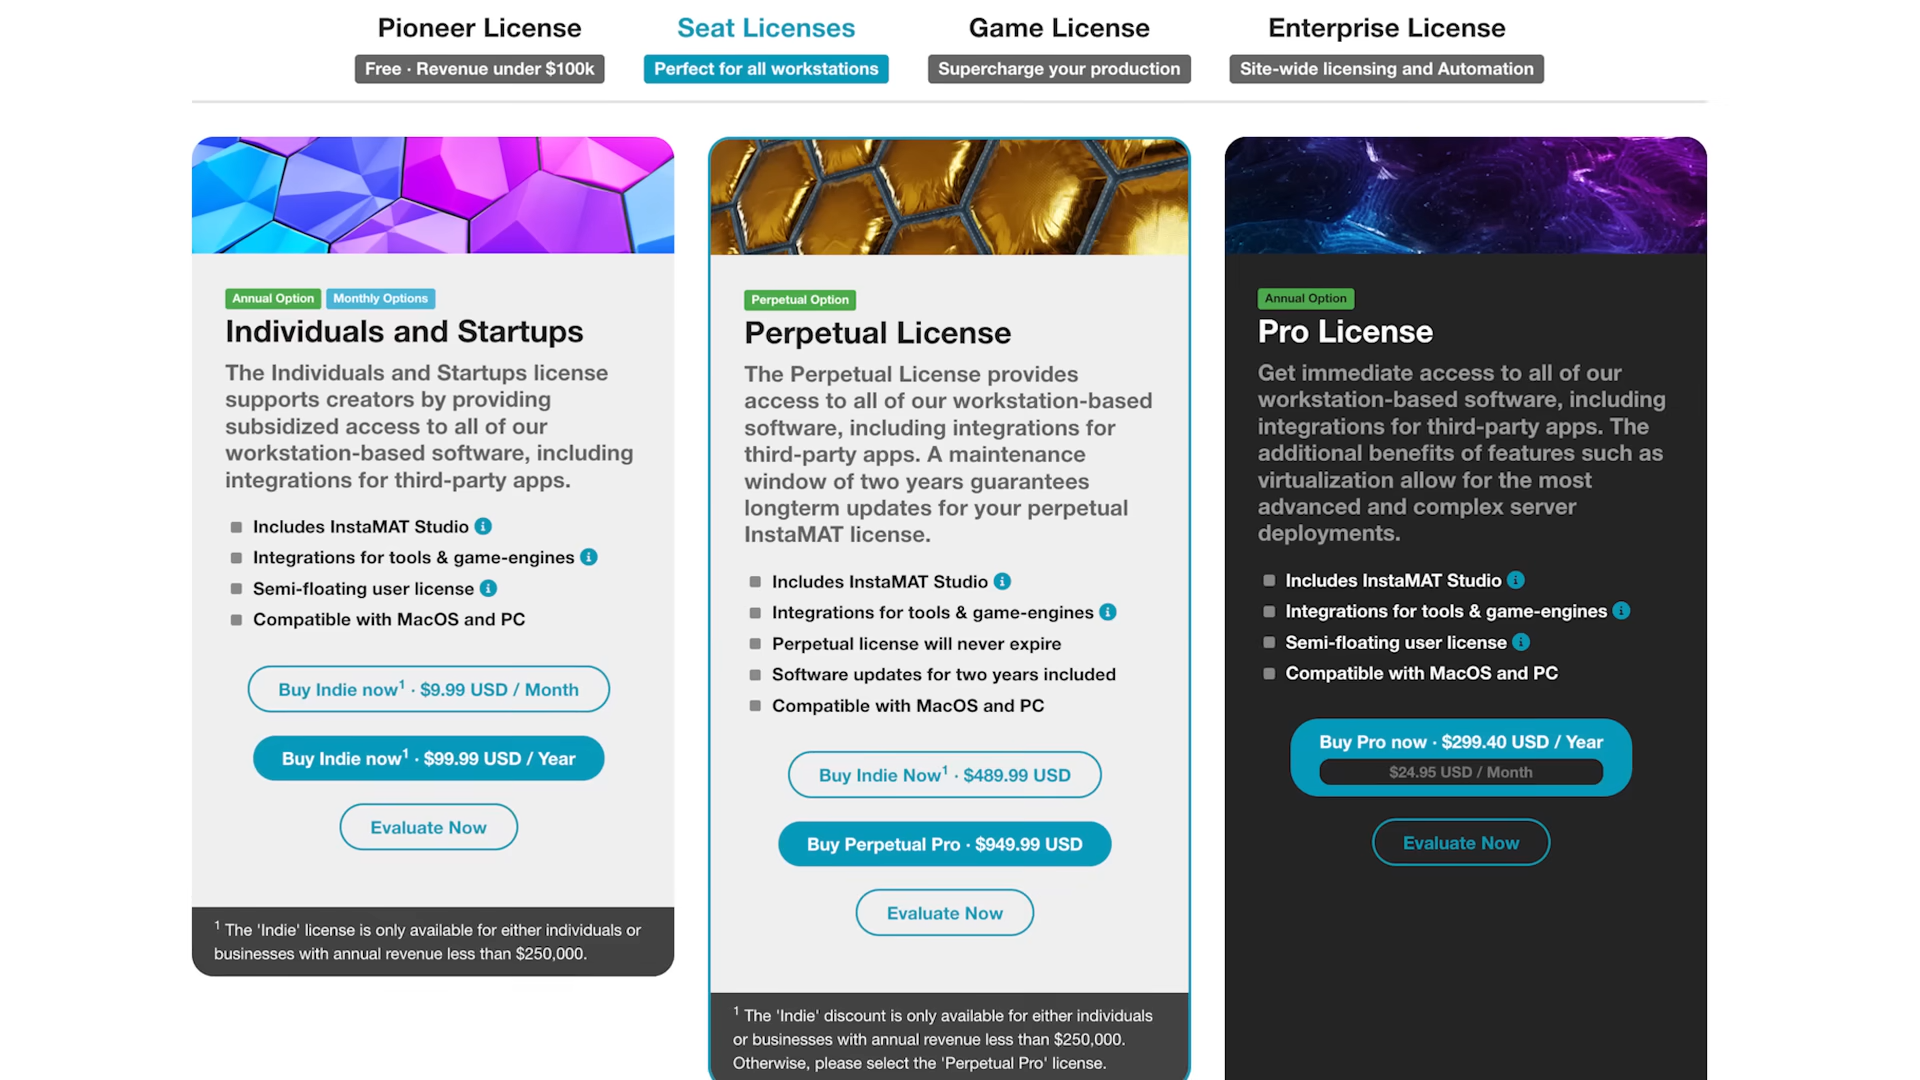 Pioneer License
Free · Revenue under $100k
Seat Licenses
Perfect for all workstations
Game License
Supercharge your production
Enterprise License
Site-wide licensing and Automation
Annual Option
Monthly Options
Individuals and Startups
The Individuals and Startups license
supports creators by providing
subsidized access to all of our
workstation-based software, including
integrations for third-party apps.
Includes InstaMAT Studio i
Integrations for tools & game-engines i
Semi-floating user license i
Compatible with MacOS and PC
Buy Indie now¹ · $9.99 USD / Month
Buy Indie now¹ · $99.99 USD / Year
Evaluate Now
¹ The 'Indie' license is only available for either individuals or
businesses with annual revenue less than $250,000.
Perpetual Option
Perpetual License
The Perpetual License provides
access to all of our workstation-based
software, including integrations for
third-party apps. A maintenance
window of two years guarantees
longterm updates for your perpetual
InstaMAT license.
Includes InstaMAT Studio i
Integrations for tools & game-engines i
Perpetual license will never expire
Software updates for two years included
Compatible with MacOS and PC
Buy Indie Now¹ · $489.99 USD
Buy Perpetual Pro · $949.99 USD
Evaluate Now
¹ The 'Indie' discount is only available for either individuals
or businesses with annual revenue less than $250,000.
Otherwise, please select the 'Perpetual Pro' license.
Annual Option
Pro License
Get immediate access to all of our
workstation-based software, including
integrations for third-party apps. The
additional benefits of features such as
virtualization allow for the most
advanced and complex server
deployments.
Includes InstaMAT Studio i
Integrations for tools & game-engines i
Semi-floating user license i
Compatible with MacOS and PC
Buy Pro now · $299.40 USD / Year
$24.95 USD / Month
Evaluate Now